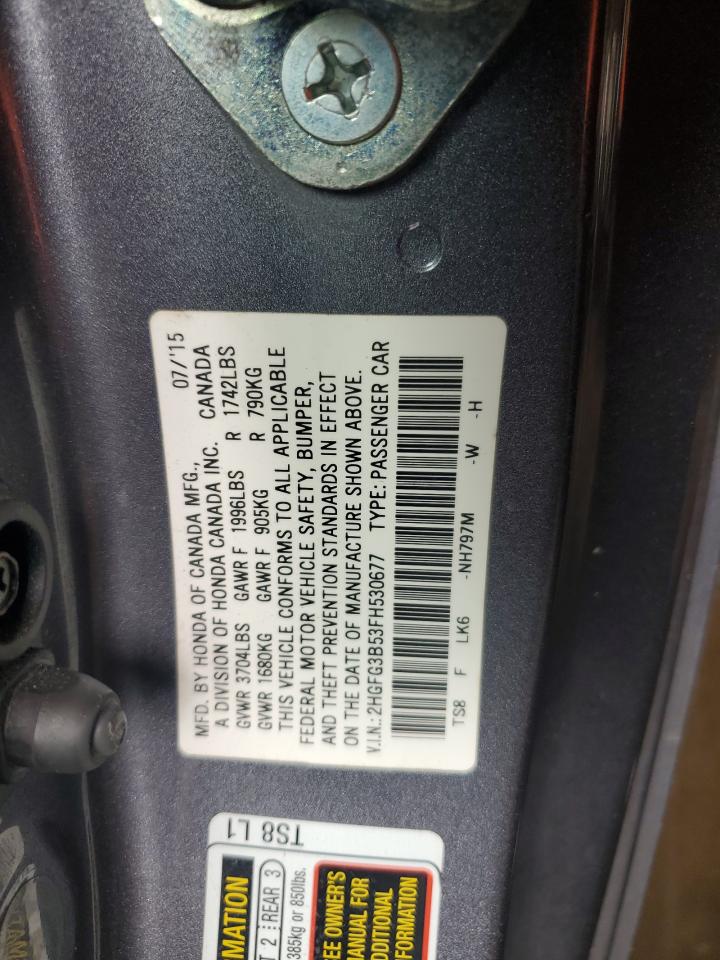 MFD. BY HONDA OF CANADA MFG., 07/'15
A DIVISION OF HONDA CANADA INC. CANADA
GVWR 3704LBS GAWR F 1996LBS R 1742LBS
GVWR 1680KG GAWR F 905KG R 790KG
THIS VEHICLE CONFORMS TO ALL APPLICABLE
FEDERAL MOTOR VEHICLE SAFETY, BUMPER,
AND THEFT PREVENTION STANDARDS IN EFFECT
ON THE DATE OF MANUFACTURE SHOWN ABOVE.
V.I.N.: 2HGFG3B53FH530677 TYPE: PASSENGER CAR
TS8 F LK6 -NH797M -W -H
TS8 L1
MATION
T 2 REAR 3
385kg or 850lbs.
EE OWNER'S
MANUAL FOR
DDITIONAL
FORMATION